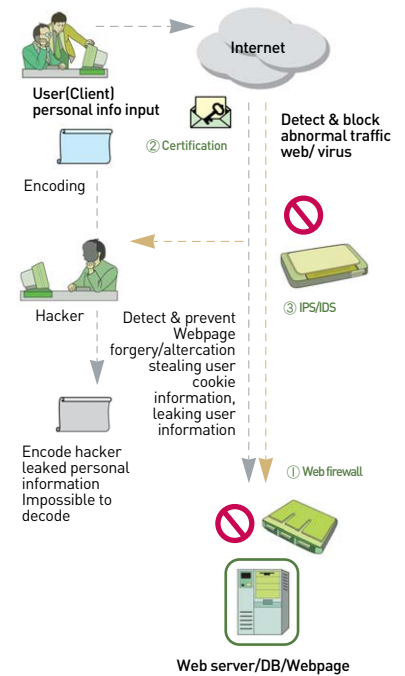 Internet
User(Client)
personal info input
② Certification
Detect & block
abnormal traffic
web/ virus
Encoding
Hacker
③ IPS/IDS
Detect & prevent
Webpage
forgery/altercation
stealing user
cookie
information,
leaking user
information
Encode hacker
leaked personal
information
Impossible to
decode
① Web firewall
Web server/DB/Webpage